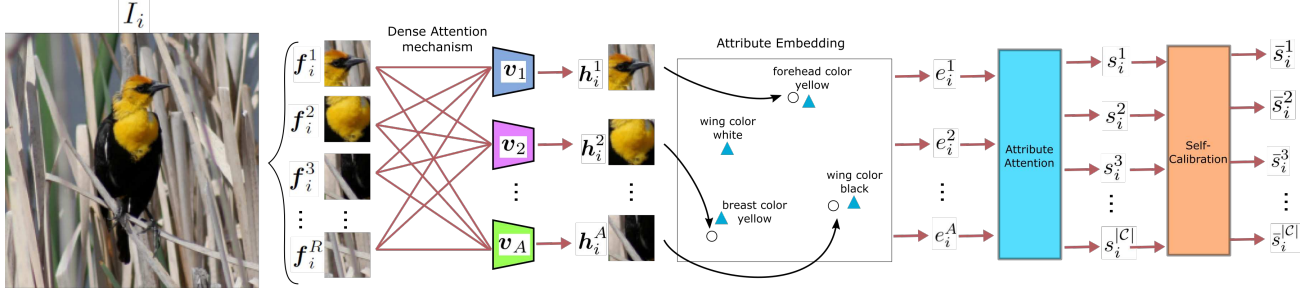 I_i
f_i^1
f_i^2
f_i^3
...
f_i^R
Dense Attention
mechanism
v_1
v_2
...
v_A
h_i^1
h_i^2
...
h_i^A
Attribute Embedding
forehead color
yellow
wing color
white
wing color
black
breast color
yellow
e_i^1
e_i^2
...
e_i^A
Attribute
Attention
s_i^1
s_i^2
s_i^3
...
s_i^{|C|}
Self-
Calibration
s̄_i^1
s̄_i^2
s̄_i^3
...
s̄_i^{|C|}